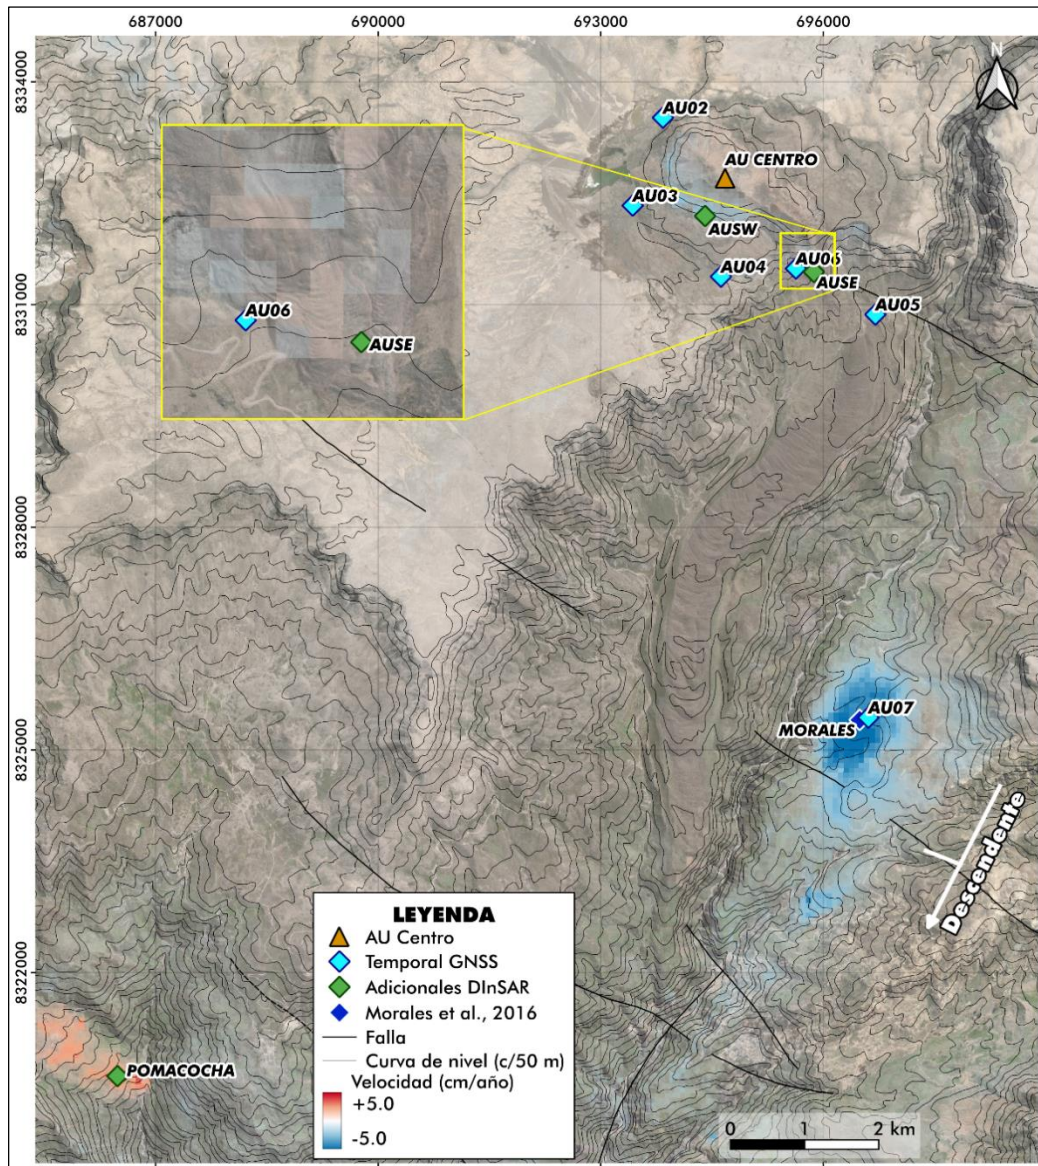 687000 690000 693000 696000
N
8334000
AU02
AU CENTRO
AU03
AUSW
AU06
AU04
AUSE
8331000
AU06
AU05
AUSE
8328000
AU07
MORALES
8325000
Descendente
LEYENDA
AU Centro
Temporal GNSS
Adicionales DInSAR
Morales et al., 2016
Falla
Curva de nivel (c/50 m)
Velocidad (cm/año)
+5.0
-5.0
8322000
POMACOCHA
0 1 2 km